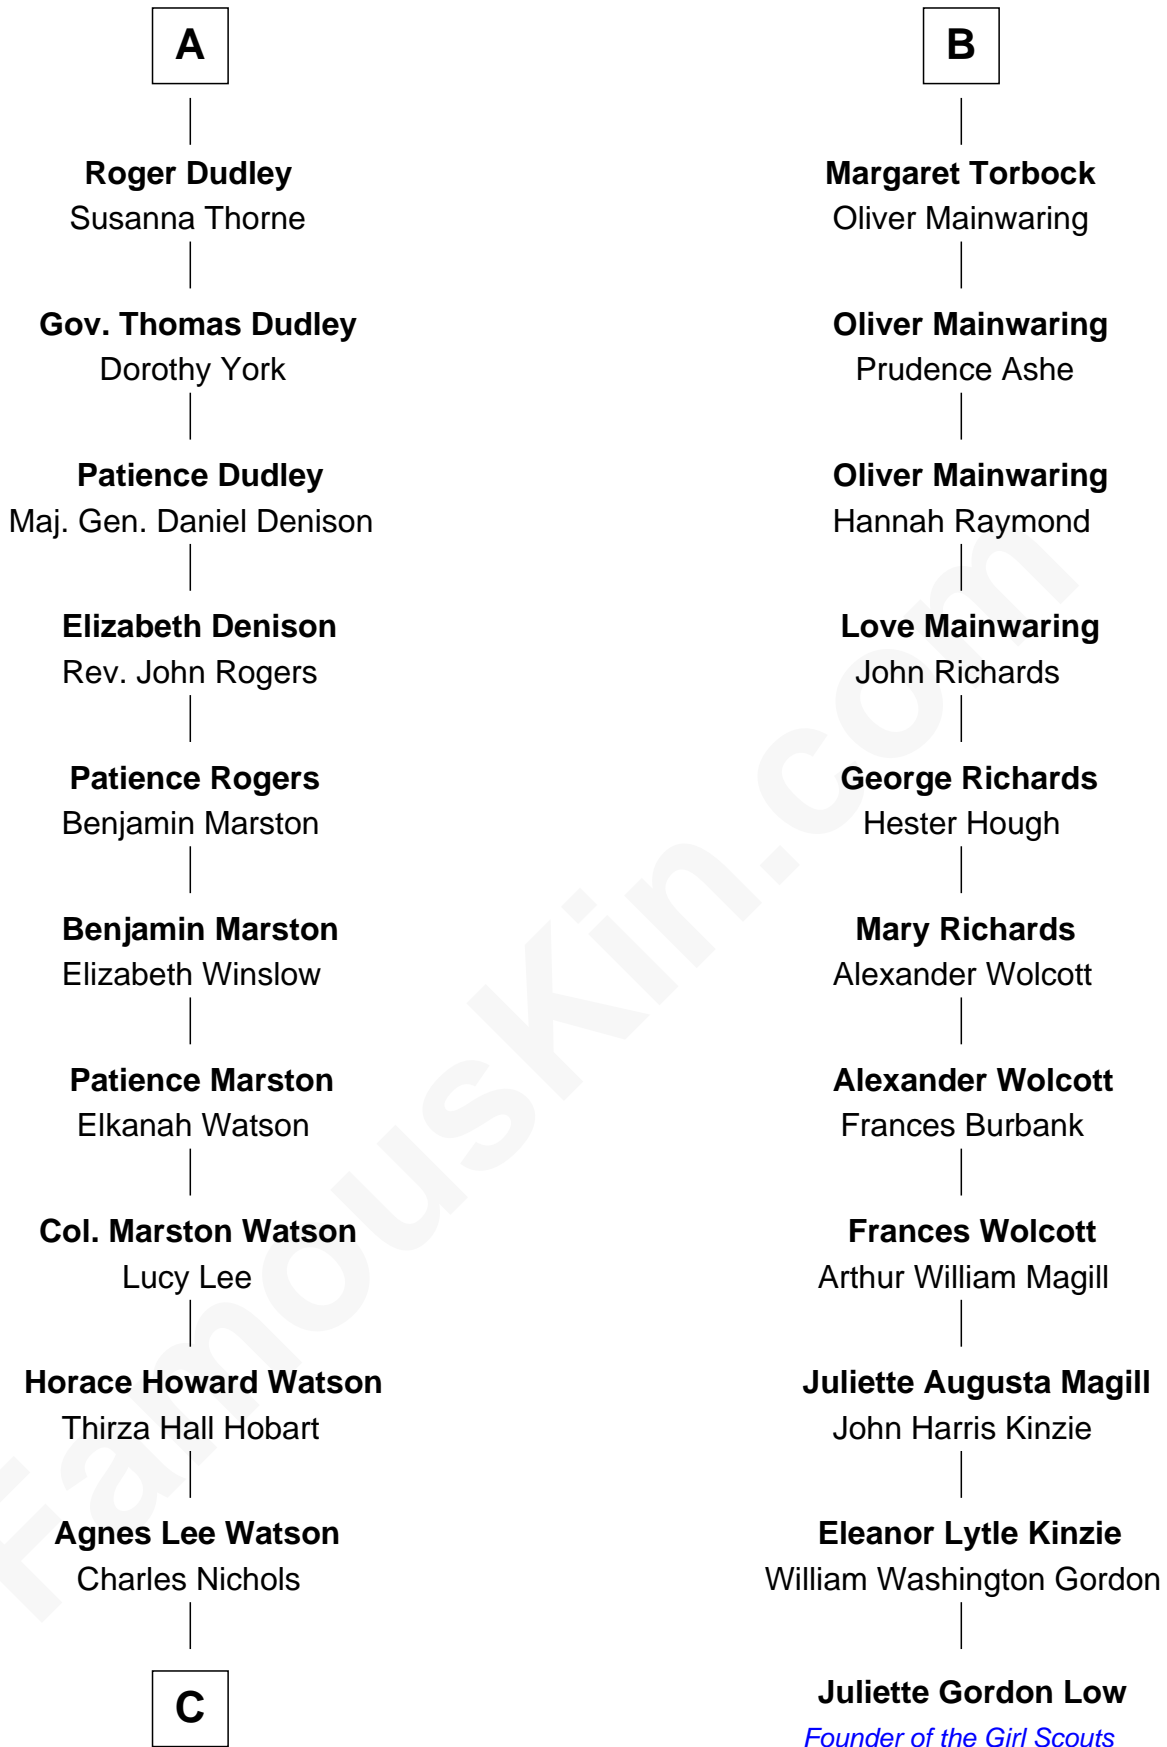 A
Roger Dudley
Susanna Thorne
Gov. Thomas Dudley
Dorothy York
Patience Dudley
Maj. Gen. Daniel Denison
Elizabeth Denison
Rev. John Rogers
Patience Rogers
Benjamin Marston
Benjamin Marston
Elizabeth Winslow
Patience Marston
Elkanah Watson
Col. Marston Watson
Lucy Lee
Horace Howard Watson
Thirza Hall Hobart
Agnes Lee Watson
Charles Nichols
C
B
Margaret Torbock
Oliver Mainwaring
Oliver Mainwaring
Prudence Ashe
Oliver Mainwaring
Hannah Raymond
Love Mainwaring
John Richards
George Richards
Hester Hough
Mary Richards
Alexander Wolcott
Alexander Wolcott
Frances Burbank
Frances Wolcott
Arthur William Magill
Juliette Augusta Magill
John Harris Kinzie
Eleanor Lytle Kinzie
William Washington Gordon
Juliette Gordon Low
Founder of the Girl Scouts
FamousKin.com